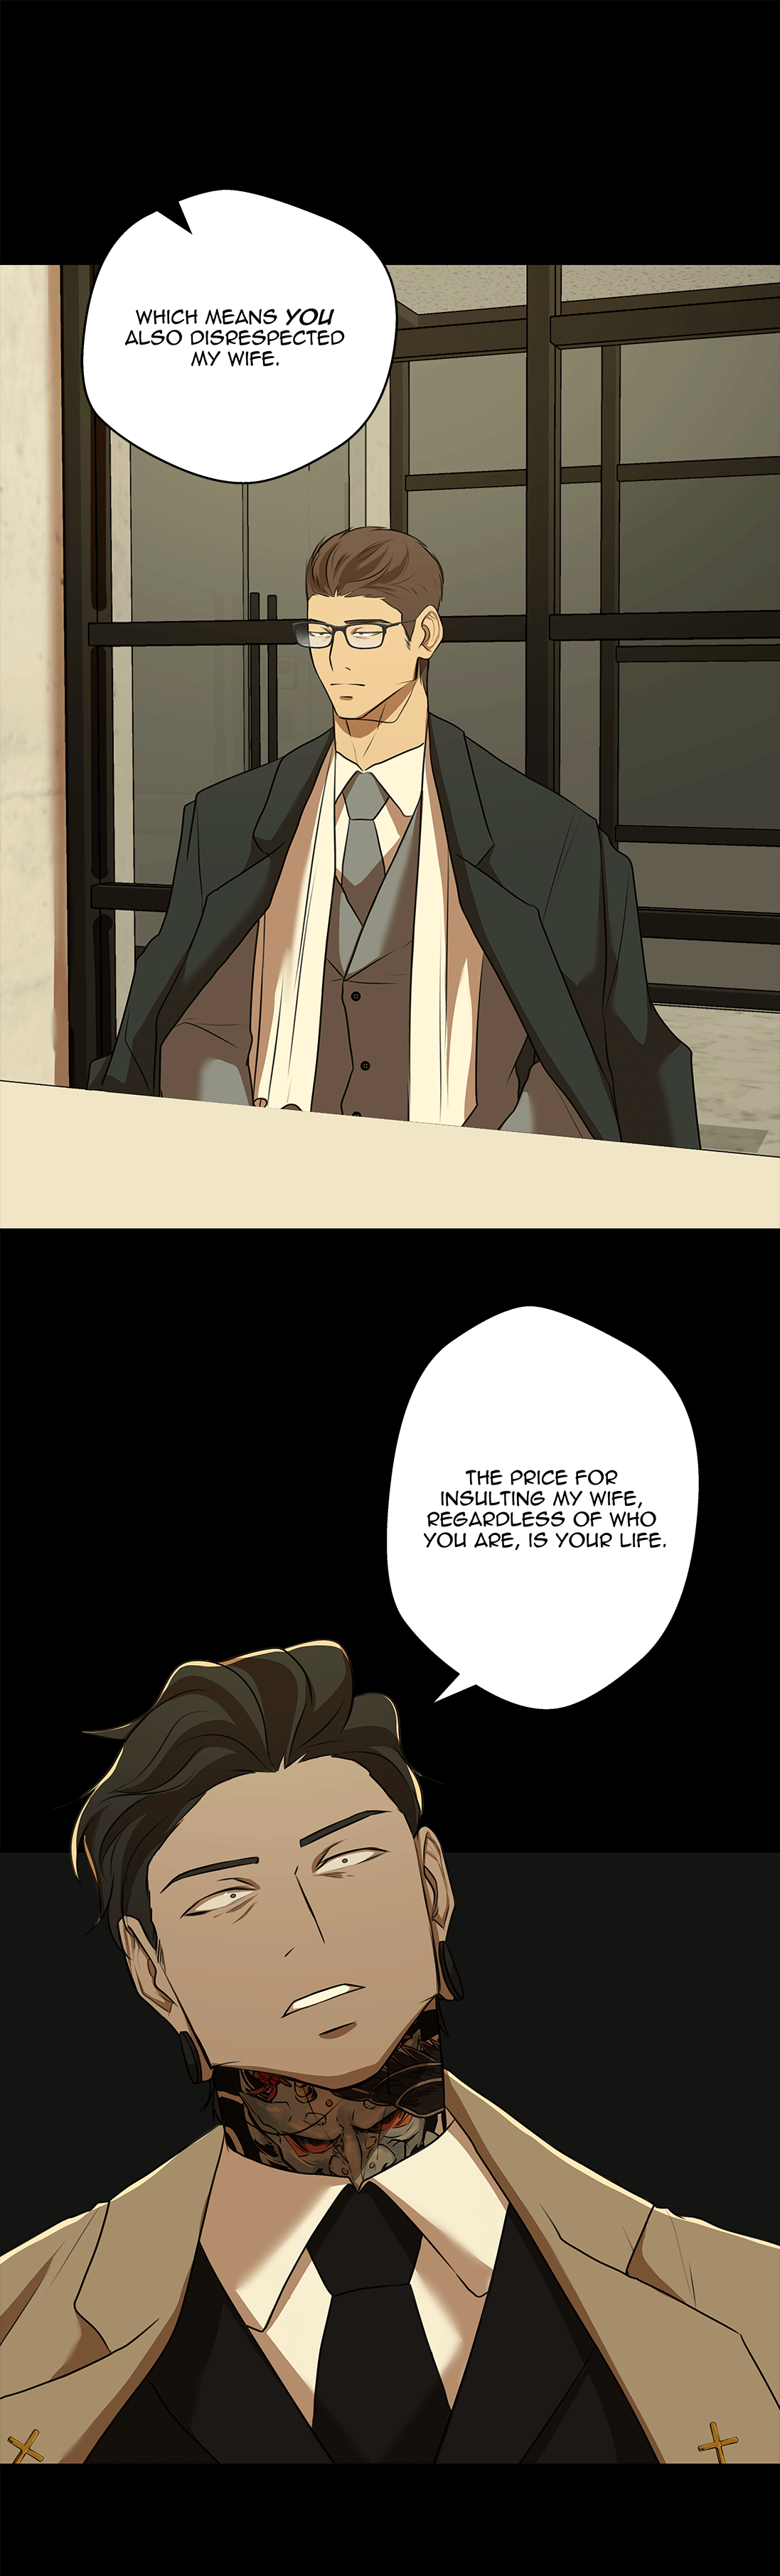 WHICH MEANS YOU
ALSO DISRESPECTED
MY WIFE.
THE PRICE FOR
INSULTING MY WIFE,
REGARDLESS OF WHO
YOU ARE, IS YOUR LIFE.